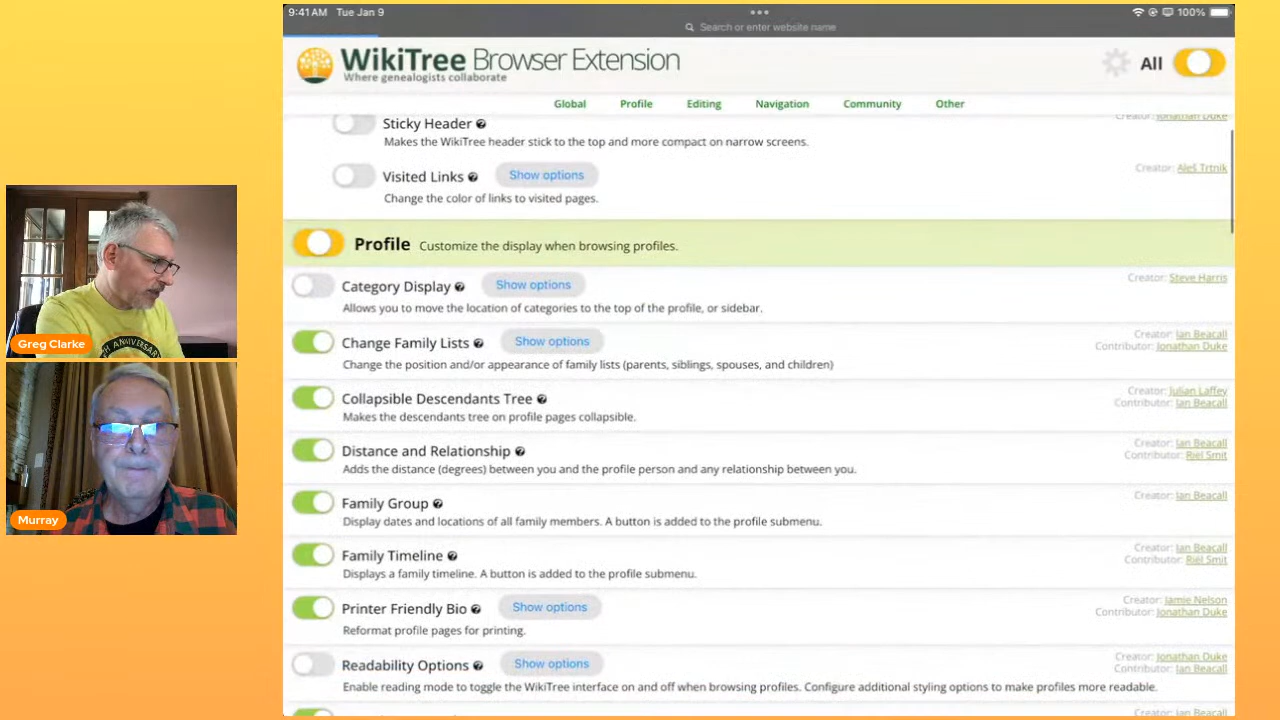 9:41 AM Tue Jan 9
100%
Search or enter website name
WikiTree Browser Extension
Where genealogists collaborate
All
Global Profile Editing Navigation Community Other
Sticky Header
Creator: Jonathan Duke
Makes the WikiTree header stick to the top and more compact on narrow screens.
Visited Links Show options
Creator: Aleš Trtnik
Change the color of links to visited pages.
Profile Customize the display when browsing profiles.
Category Display Show options
Creator: Steve Harris
Allows you to move the location of categories to the top of the profile, or sidebar.
Change Family Lists Show options
Creator: Ian Beacall
Contributor: Jonathan Duke
Change the position and/or appearance of family lists (parents, siblings, spouses, and children)
Collapsible Descendants Tree
Creator: Julian Laffey
Contributor: Ian Beacall
Makes the descendants tree on profile pages collapsible.
Distance and Relationship
Creator: Ian Beacall
Contributor: Riël Smit
Adds the distance (degrees) between you and the profile person and any relationship between you.
Family Group
Creator: Ian Beacall
Display dates and locations of all family members. A button is added to the profile submenu.
Family Timeline
Creator: Ian Beacall
Contributor: Riël Smit
Displays a family timeline. A button is added to the profile submenu.
Printer Friendly Bio Show options
Creator: Jamie Nelson
Contributor: Jonathan Duke
Reformat profile pages for printing.
Readability Options Show options
Creator: Jonathan Duke
Contributor: Ian Beacall
Enable reading mode to toggle the WikiTree interface on and off when browsing profiles. Configure additional styling options to make profiles more readable.
Greg Clarke
ANNIVERSARY
Murray